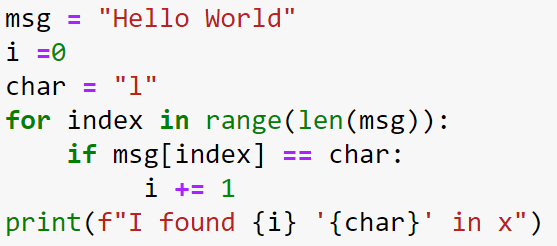 msg = "Hello World"
i =0
char = "l"
for index in range(len(msg)):
    if msg[index] == char:
         i += 1
print(f"I found {i} '{char}' in x")